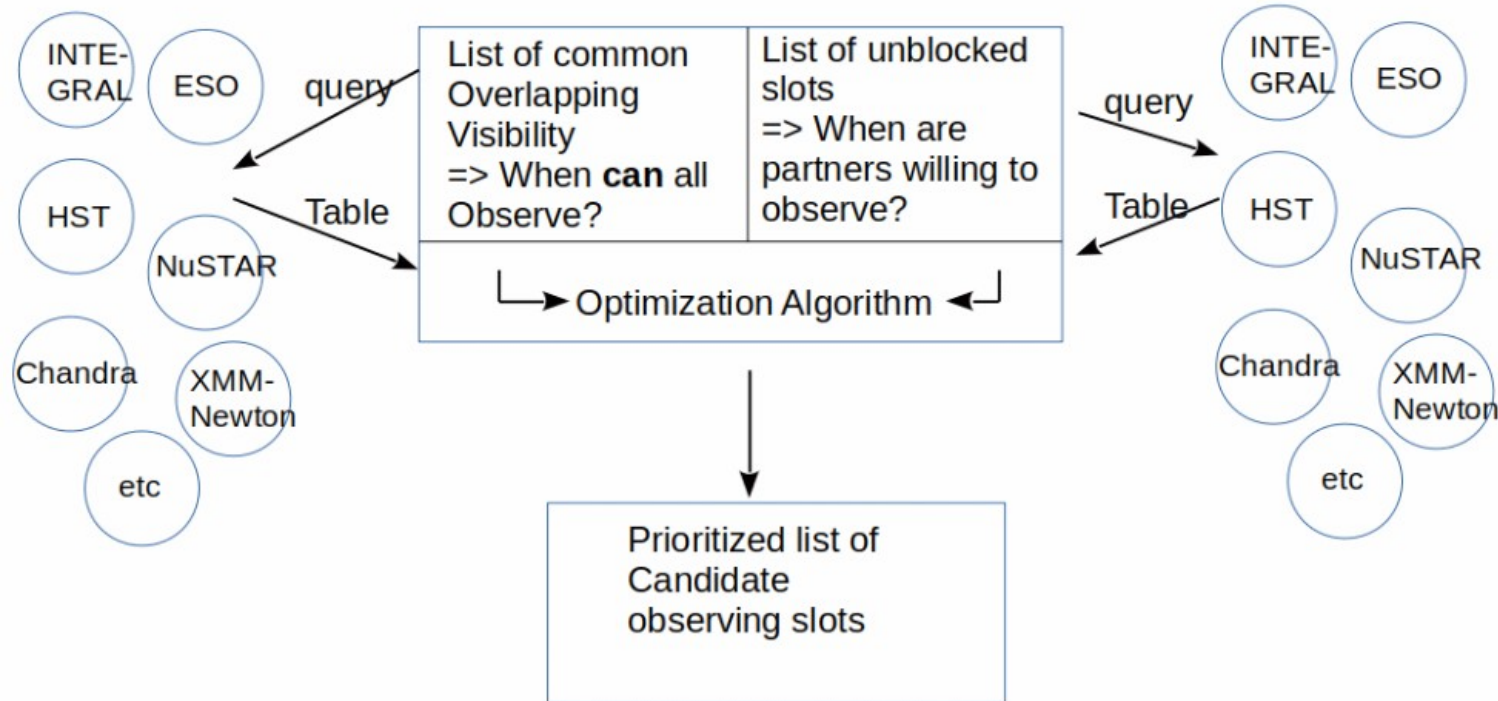 INTE-
GRAL
ESO
HST
NuSTAR
Chandra
XMM-
Newton
etc
query
Table
List of common
Overlapping
Visibility
=> When can all
Observe?
List of unblocked
slots
=> When are
partners willing to
observe?
Optimization Algorithm
query
Table
INTE-
GRAL
ESO
HST
NuSTAR
Chandra
XMM-
Newton
etc
Prioritized list of
Candidate
observing slots